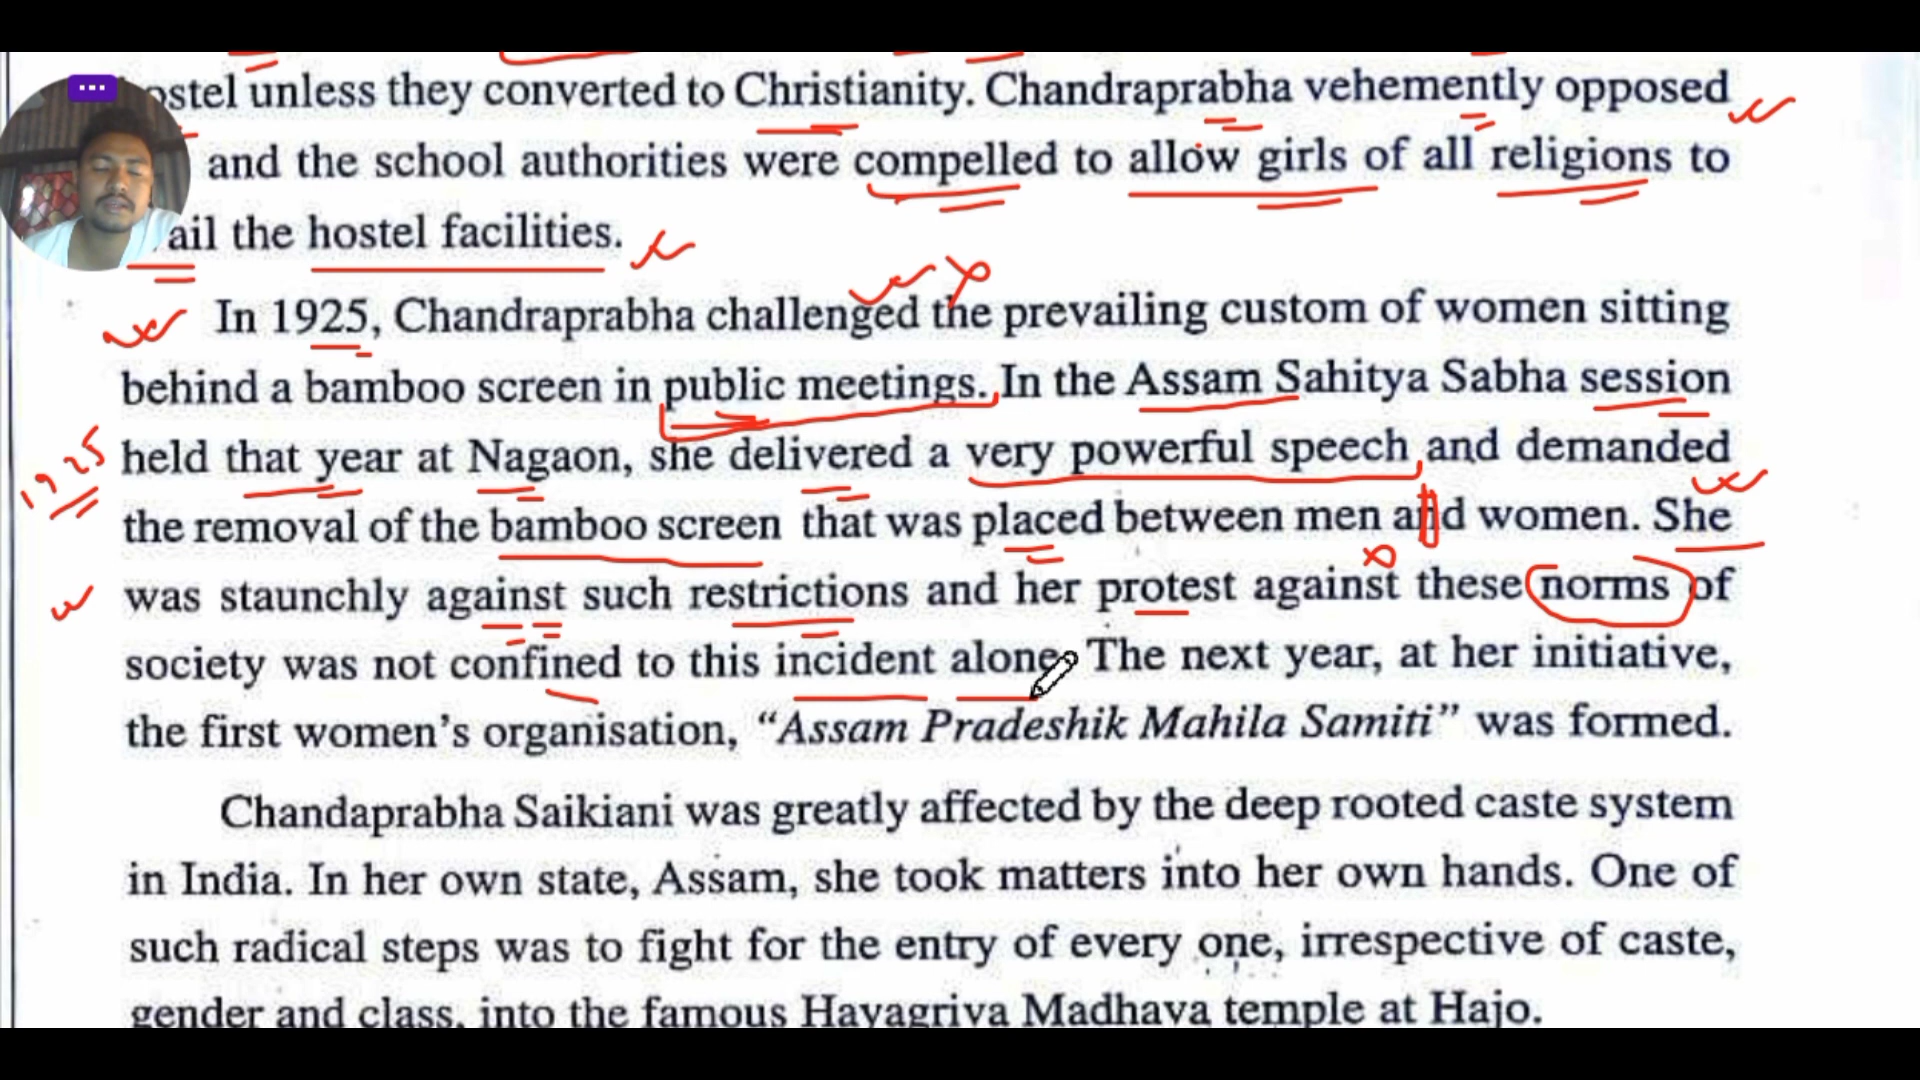 ostel unless they converted to Christianity. Chandraprabha vehemently opposed
and the school authorities were compelled to allow girls of all religions to
ail the hostel facilities.
In 1925, Chandraprabha challenged the prevailing custom of women sitting
behind a bamboo screen in public meetings. In the Assam Sahitya Sabha session
1925
held that year at Nagaon, she delivered a very powerful speech and demanded
the removal of the bamboo screen that was placed between men and women. She
was staunchly against such restrictions and her protest against these norms of
society was not confined to this incident alone. The next year, at her initiative,
the first women's organisation, "Assam Pradeshik Mahila Samiti" was formed.
Chandaprabha Saikiani was greatly affected by the deep rooted caste system
in India. In her own state, Assam, she took matters into her own hands. One of
such radical steps was to fight for the entry of every one, irrespective of caste,
gender and class, into the famous Hayagriva Madhava temple at Hajo.